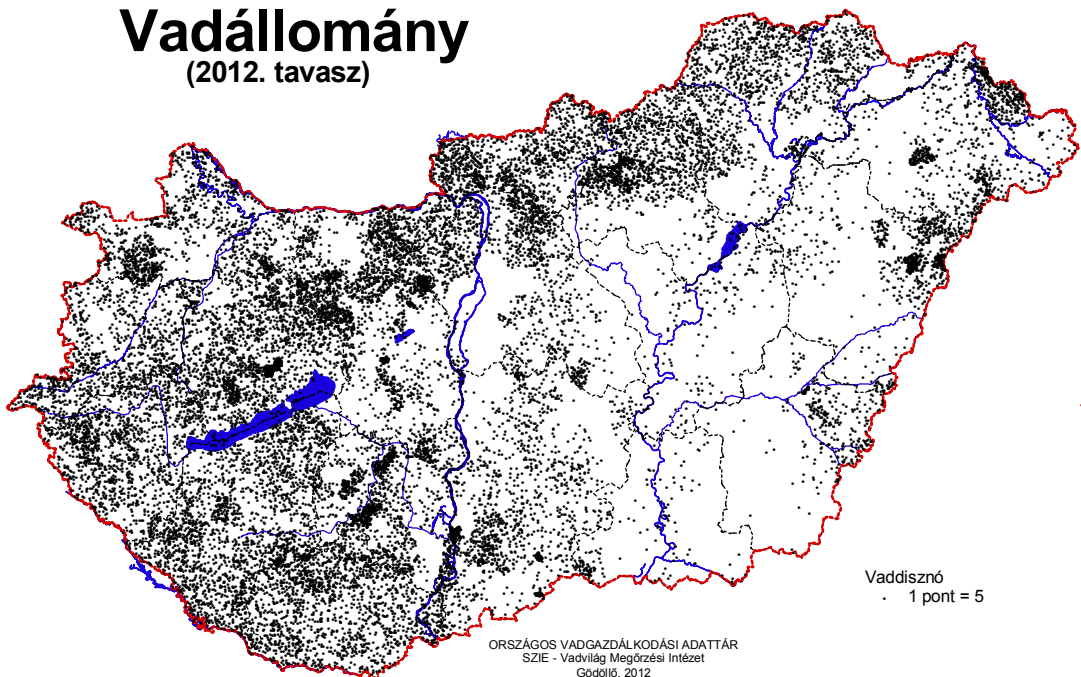 Vadállomány
(2012. tavasz)
Vaddisznó
1 pont = 5
ORSZÁGOS VADGAZDÁLKODÁSI ADATTÁR
SZIE - Vadvilág Megőrzési Intézet
Gödöllő, 2012